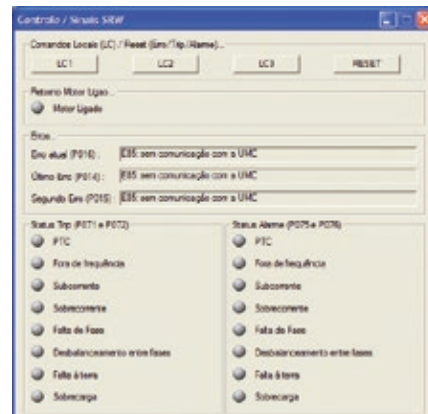 Controle / Sinais SRW
Comandos Locais (LC) / Reset (Erro/Trip/Alarme)...
LC1 LC2 LC3 RESET
Retorno Motor Ligado...
Motor Ligado
Erros...
Erro atual (P016) : E85: sem comunicação com a UMC
Último Erro (P014) : E85: sem comunicação com a UMC
Segundo Erro (P015) : E85: sem comunicação com a UMC
Status Trip (P071 e P072)
PTC
Fora de frequência
Subcorrente
Sobrecorrente
Falta de Fase
Desbalanceamento entre fases
Falta à terra
Sobrecarga
Status Alarme (P075 e P076)
PTC
Fora de frequência
Subcorrente
Sobrecorrente
Falta de Fase
Desbalanceamento entre fases
Falta à terra
Sobrecarga